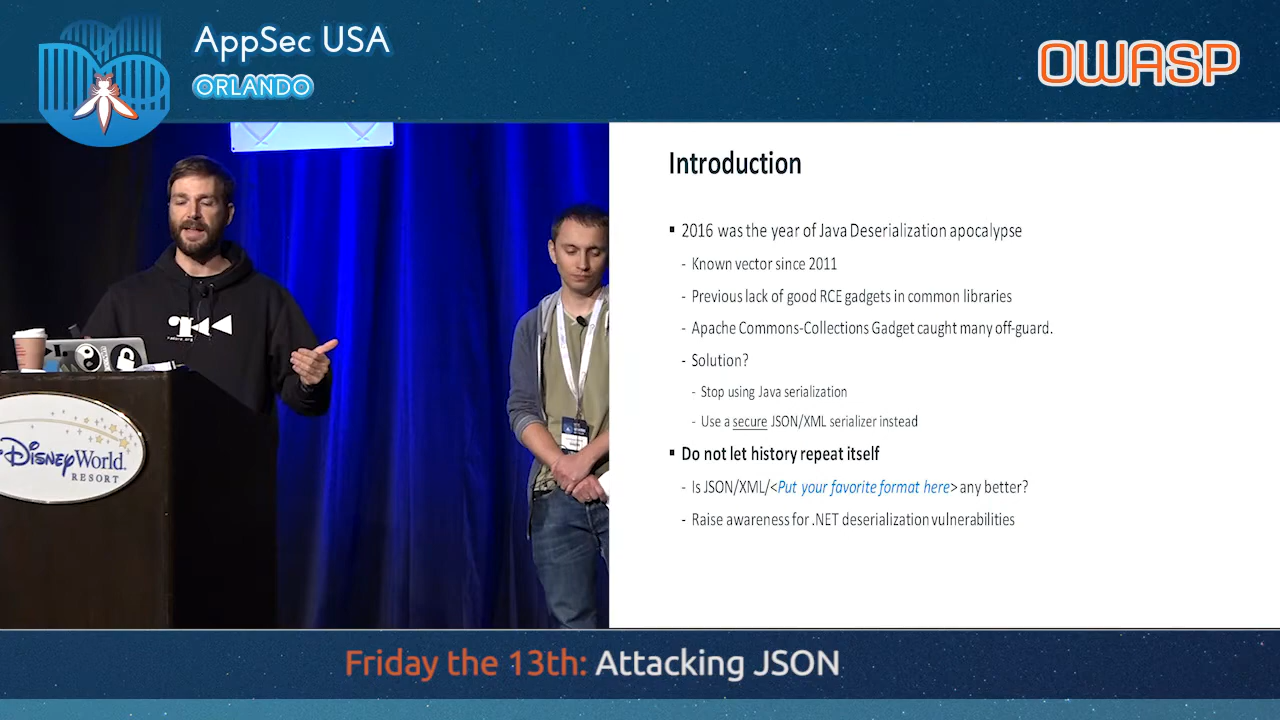 AppSec USA
ORLANDO
OWASP
Introduction
2016 was the year of Java Deserialization apocalypse
- Known vector since 2011
- Previous lack of good RCE gadgets in common libraries
- Apache Commons-Collections Gadget caught many off-guard.
- Solution?
- Stop using Java serialization
- Use a secure JSON/XML serializer instead
Do not let history repeat itself
- Is JSON/XML/<Put your favorite format here> any better?
- Raise awareness for .NET deserialization vulnerabilities
Disney World
RESORT
Friday the 13th: Attacking JSON